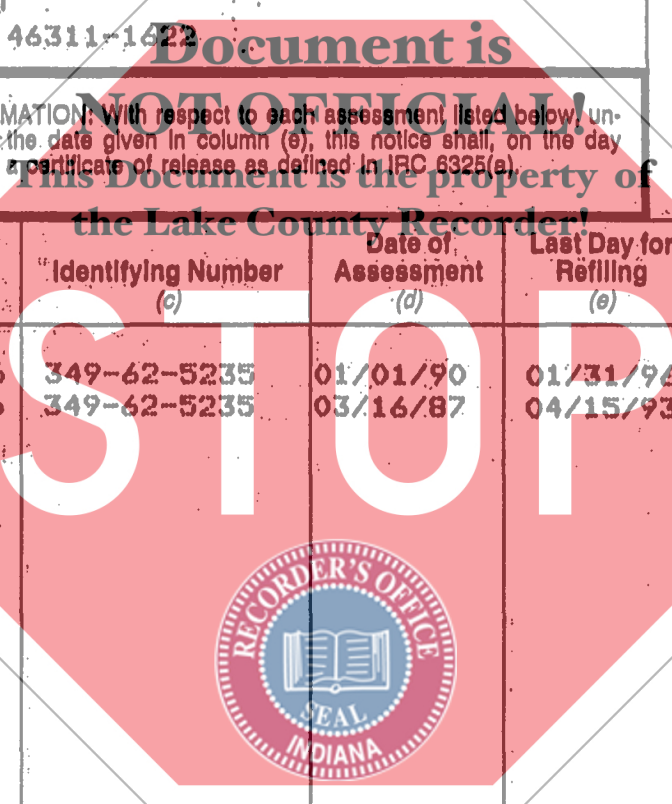 46311-1622
Document is
NOT OFFICIAL!
MATION: With respect to each assessment listed below, un-
the date given in column (e), this notice shall, on the day
a certificate of release as defined in IRC 6325(a).
This Document is the property of
the Lake County Recorder!
Identifying Number
(c)
Date of
Assessment
(d)
Last Day for
Refiling
(e)
349-62-5235 01/01/90 01/31/96
349-62-5235 03/16/87 04/15/93
STOP
RECORDER'S OFFICE
SEAL
INDIANA